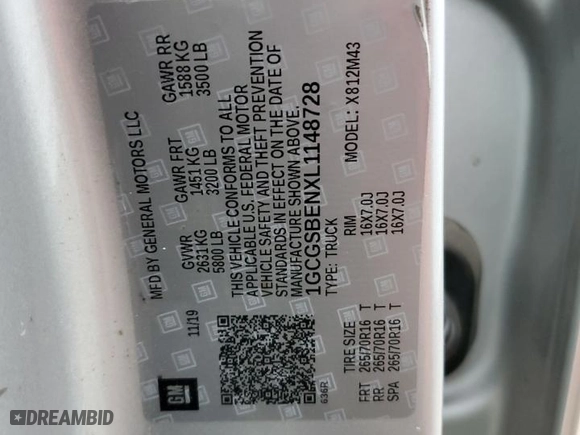 MFD BY GENERAL MOTORS LLC
11/19
GVWR GAWR FRT GAWR RR
2631 KG 1451 KG 1588 KG
5800 LB 3200 LB 3500 LB
THIS VEHICLE CONFORMS TO ALL
APPLICABLE U.S. FEDERAL MOTOR
VEHICLE SAFETY AND THEFT PREVENTION
STANDARDS IN EFFECT ON THE DATE OF
MANUFACTURE SHOWN ABOVE.
1GCGSBENXL1148728
TYPE: TRUCK MODEL: X812M43
TIRE SIZE RIM
FRT 265/70R16 T 16X7.0J
RR 265/70R16 T 16X7.0J
SPA 265/70R16 T 16X7.0J
GM
636R
DREAMBID